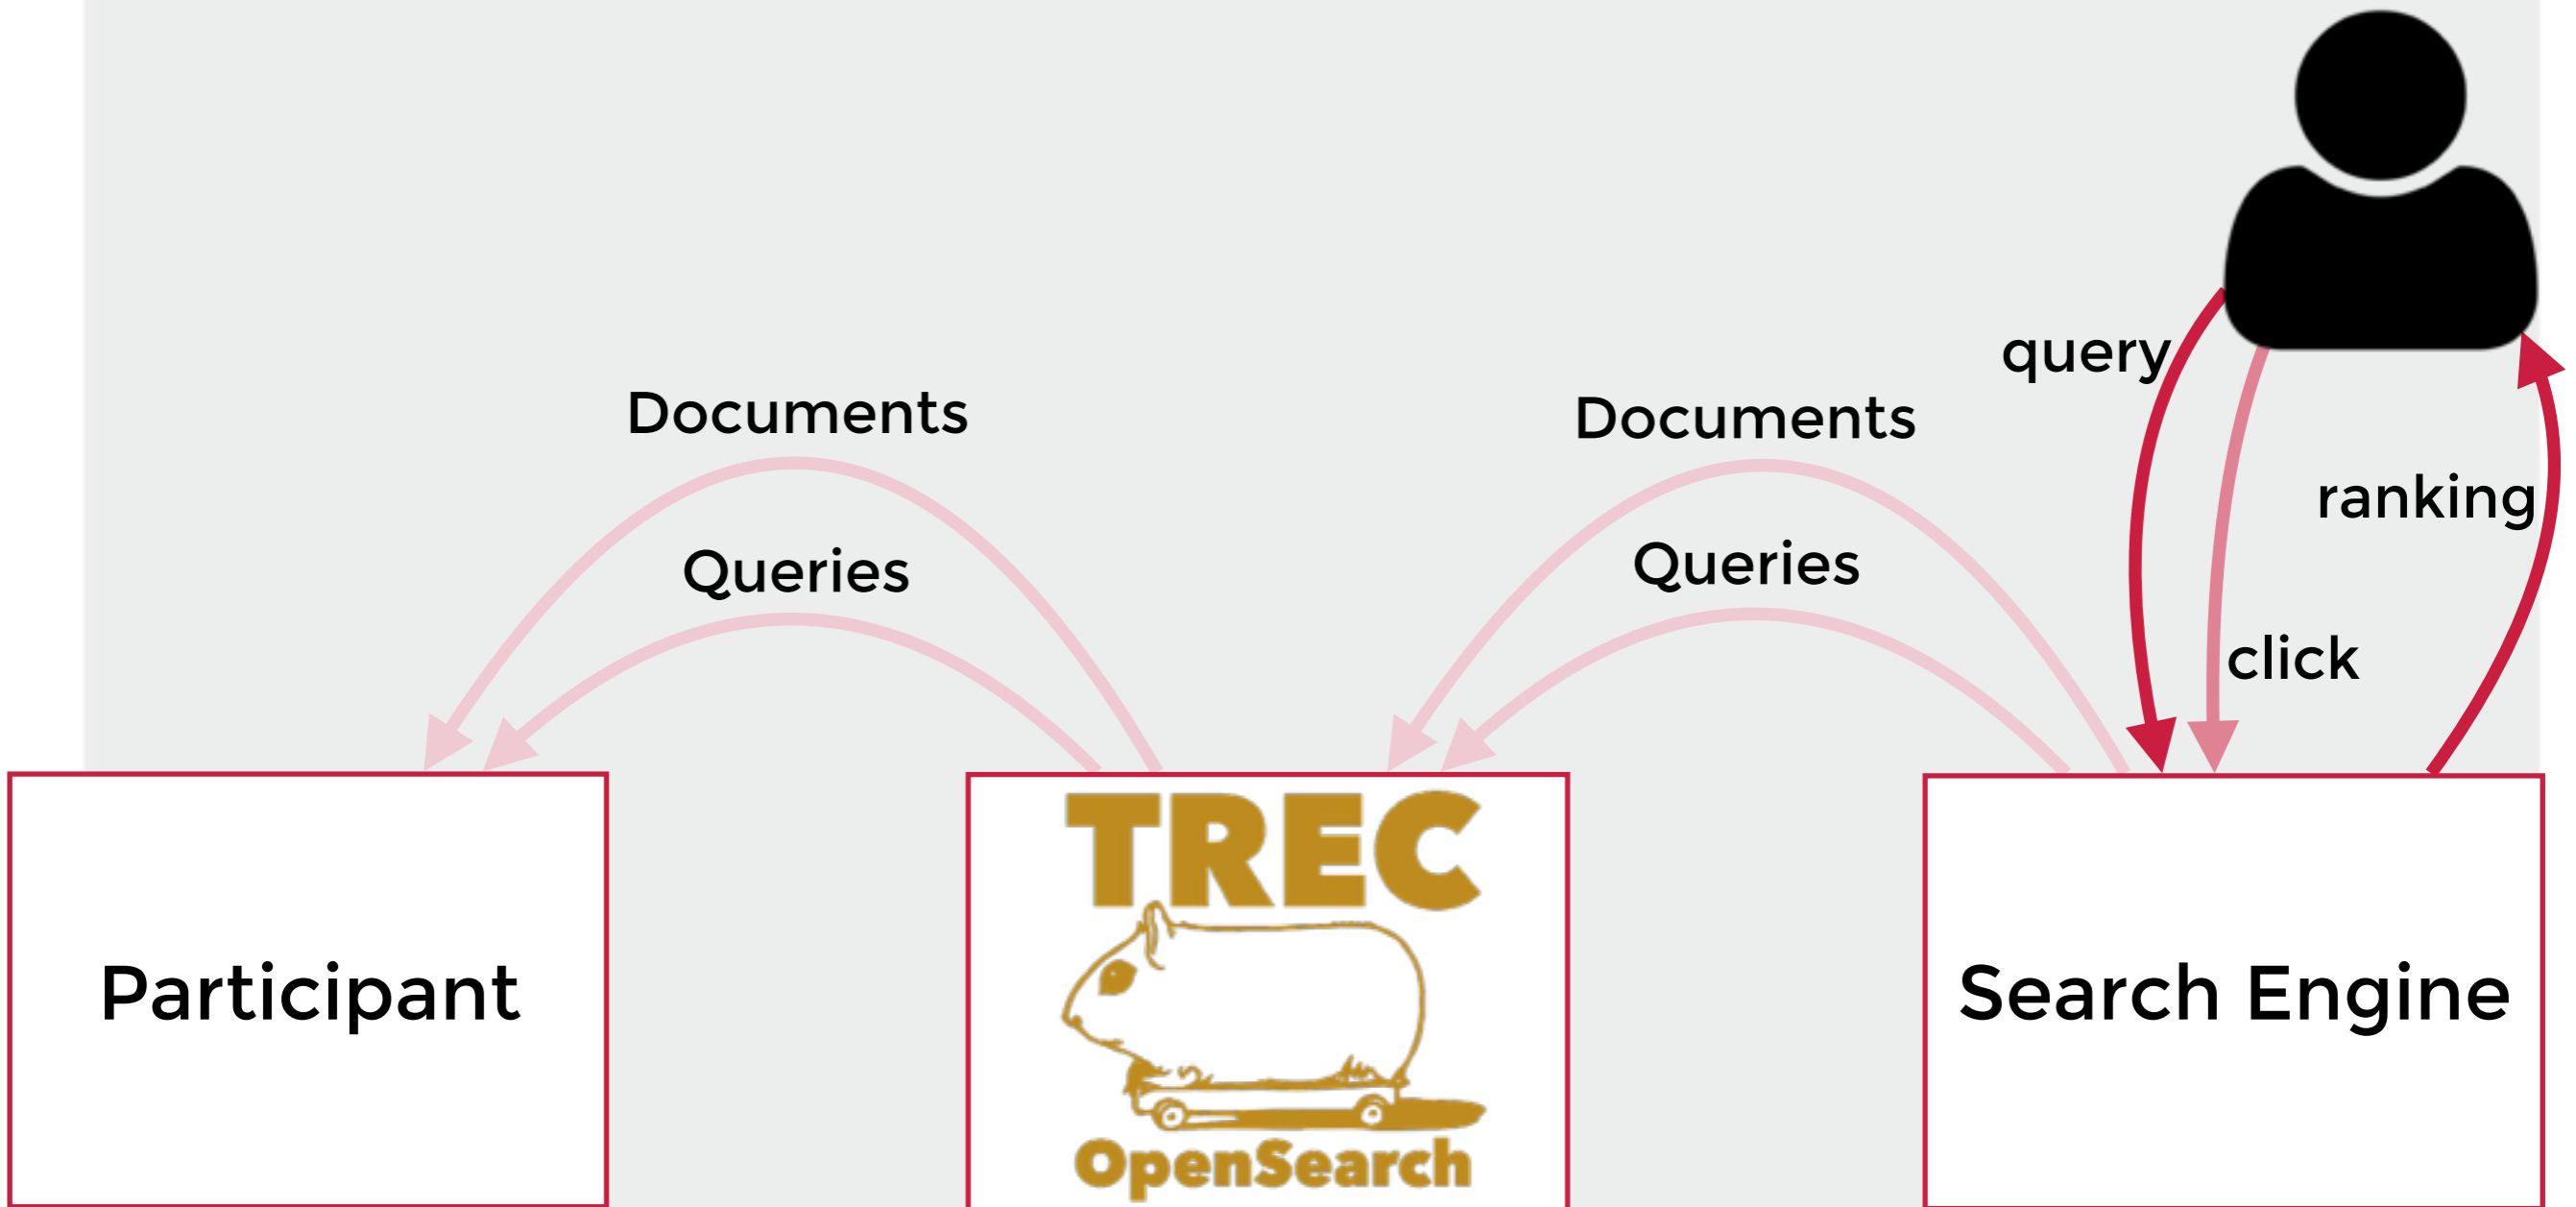 query
Documents
Documents
ranking
Queries
Queries
click
TREC
Participant
Search Engine
OpenSearch